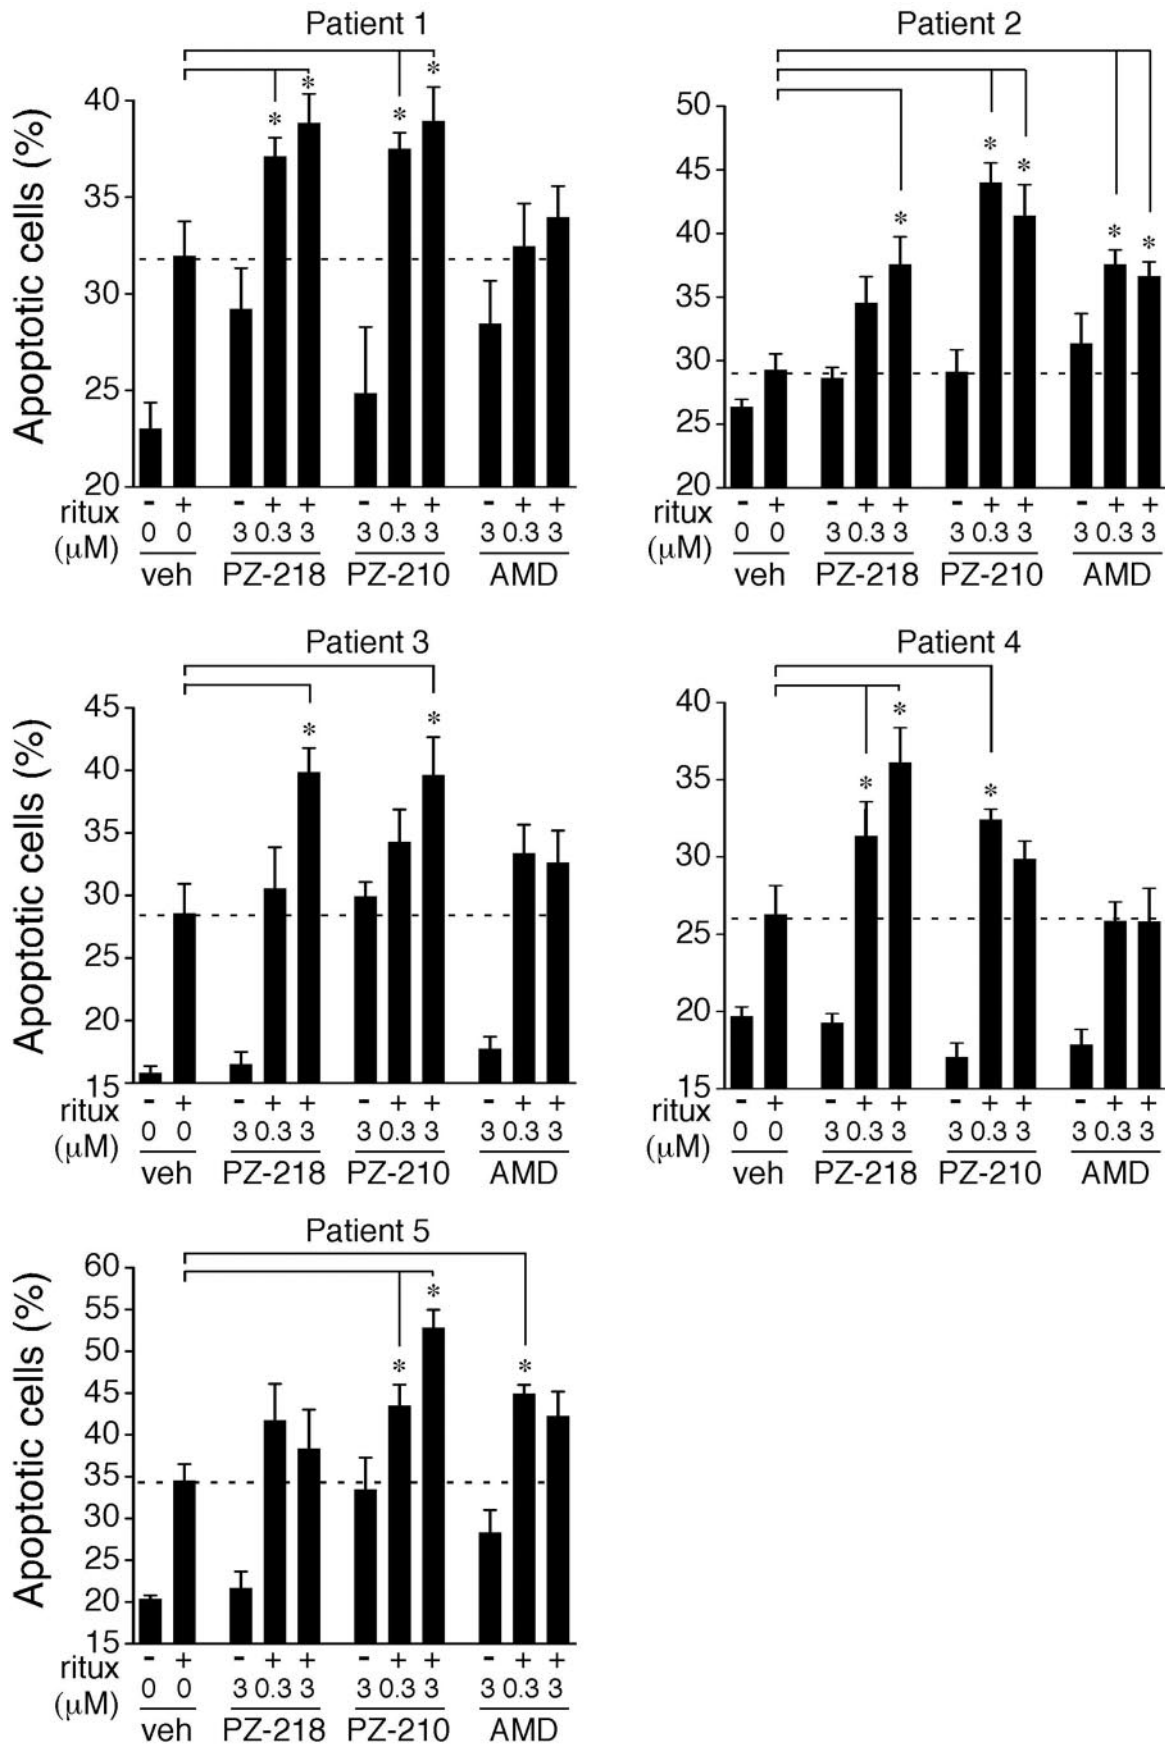 Patient 1
Apoptotic cells (%)
40
35
30
25
20
* * * *
ritux - + - + + - + + - + +
(μM) 0 0 3 0.3 3 3 0.3 3 3 0.3 3
veh PZ-218 PZ-210 AMD
Patient 2
50
45
40
35
30
25
20
* * * * *
ritux - + - + + - + + - + +
(μM) 0 0 3 0.3 3 3 0.3 3 3 0.3 3
veh PZ-218 PZ-210 AMD
Patient 3
Apoptotic cells (%)
45
40
35
30
25
20
15
* *
ritux - + - + + - + + - + +
(μM) 0 0 3 0.3 3 3 0.3 3 3 0.3 3
veh PZ-218 PZ-210 AMD
Patient 4
40
35
30
25
20
15
* * *
ritux - + - + + - + + - + +
(μM) 0 0 3 0.3 3 3 0.3 3 3 0.3 3
veh PZ-218 PZ-210 AMD
Patient 5
Apoptotic cells (%)
60
55
50
45
40
35
30
25
20
15
* * *
ritux - + - + + - + + - + +
(μM) 0 0 3 0.3 3 3 0.3 3 3 0.3 3
veh PZ-218 PZ-210 AMD